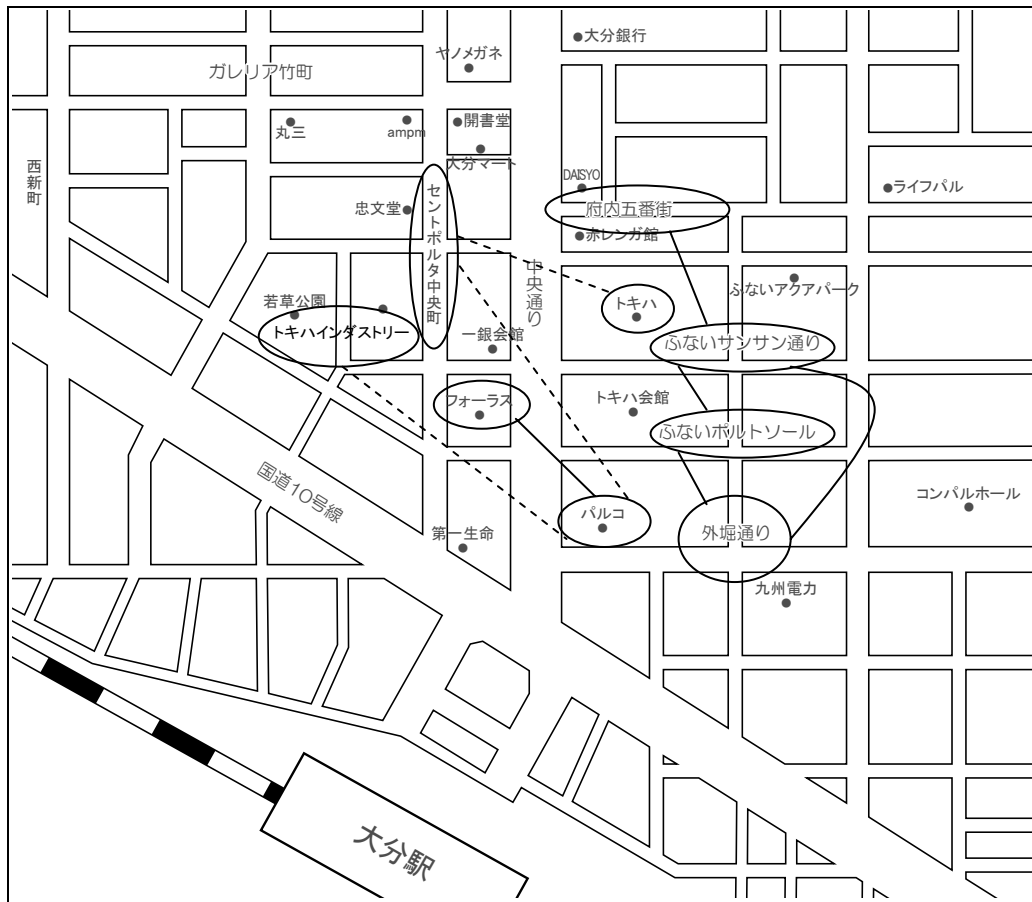 大分銀行
ヤノメガネ
ガレリア竹町
丸三
ampm
開書堂
大分マート
西新町
DAISYO
ライフパル
セントポルタ中央町
忠文堂
府内五番街
赤レンガ館
中央通り
ふないアクアパーク
若草公園
トキハ
トキハインダストリー
一銀会館
ふないサンサン通り
フォーラス
トキハ会館
ふないポルトソール
国道10号線
コンパルホール
パルコ
第一生命
外堀通り
九州電力
大分駅